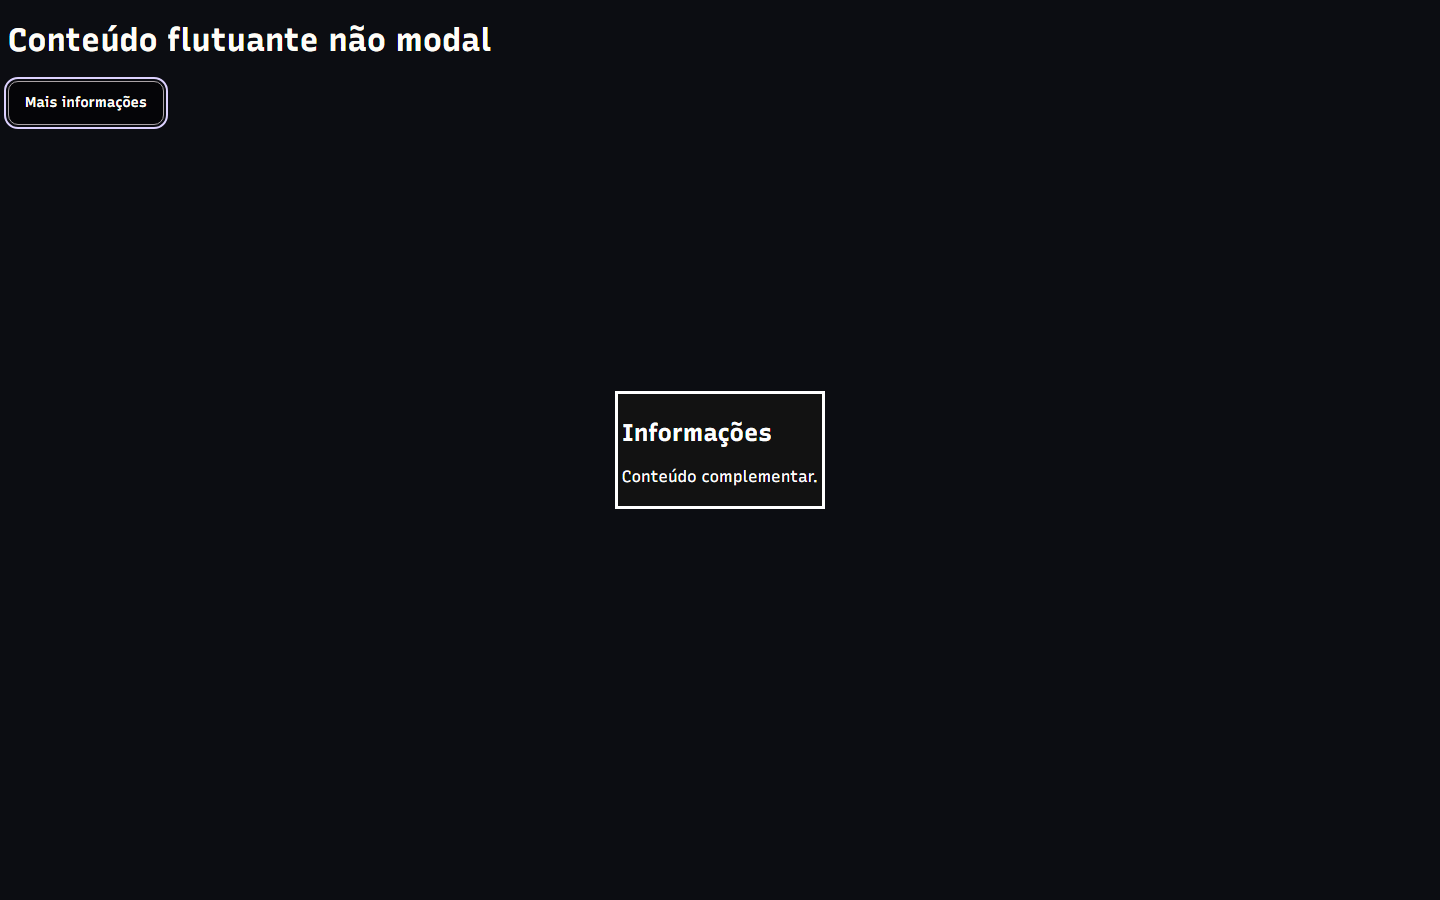 Conteúdo flutuante não modal
Mais informações
Informações
Conteúdo complementar.